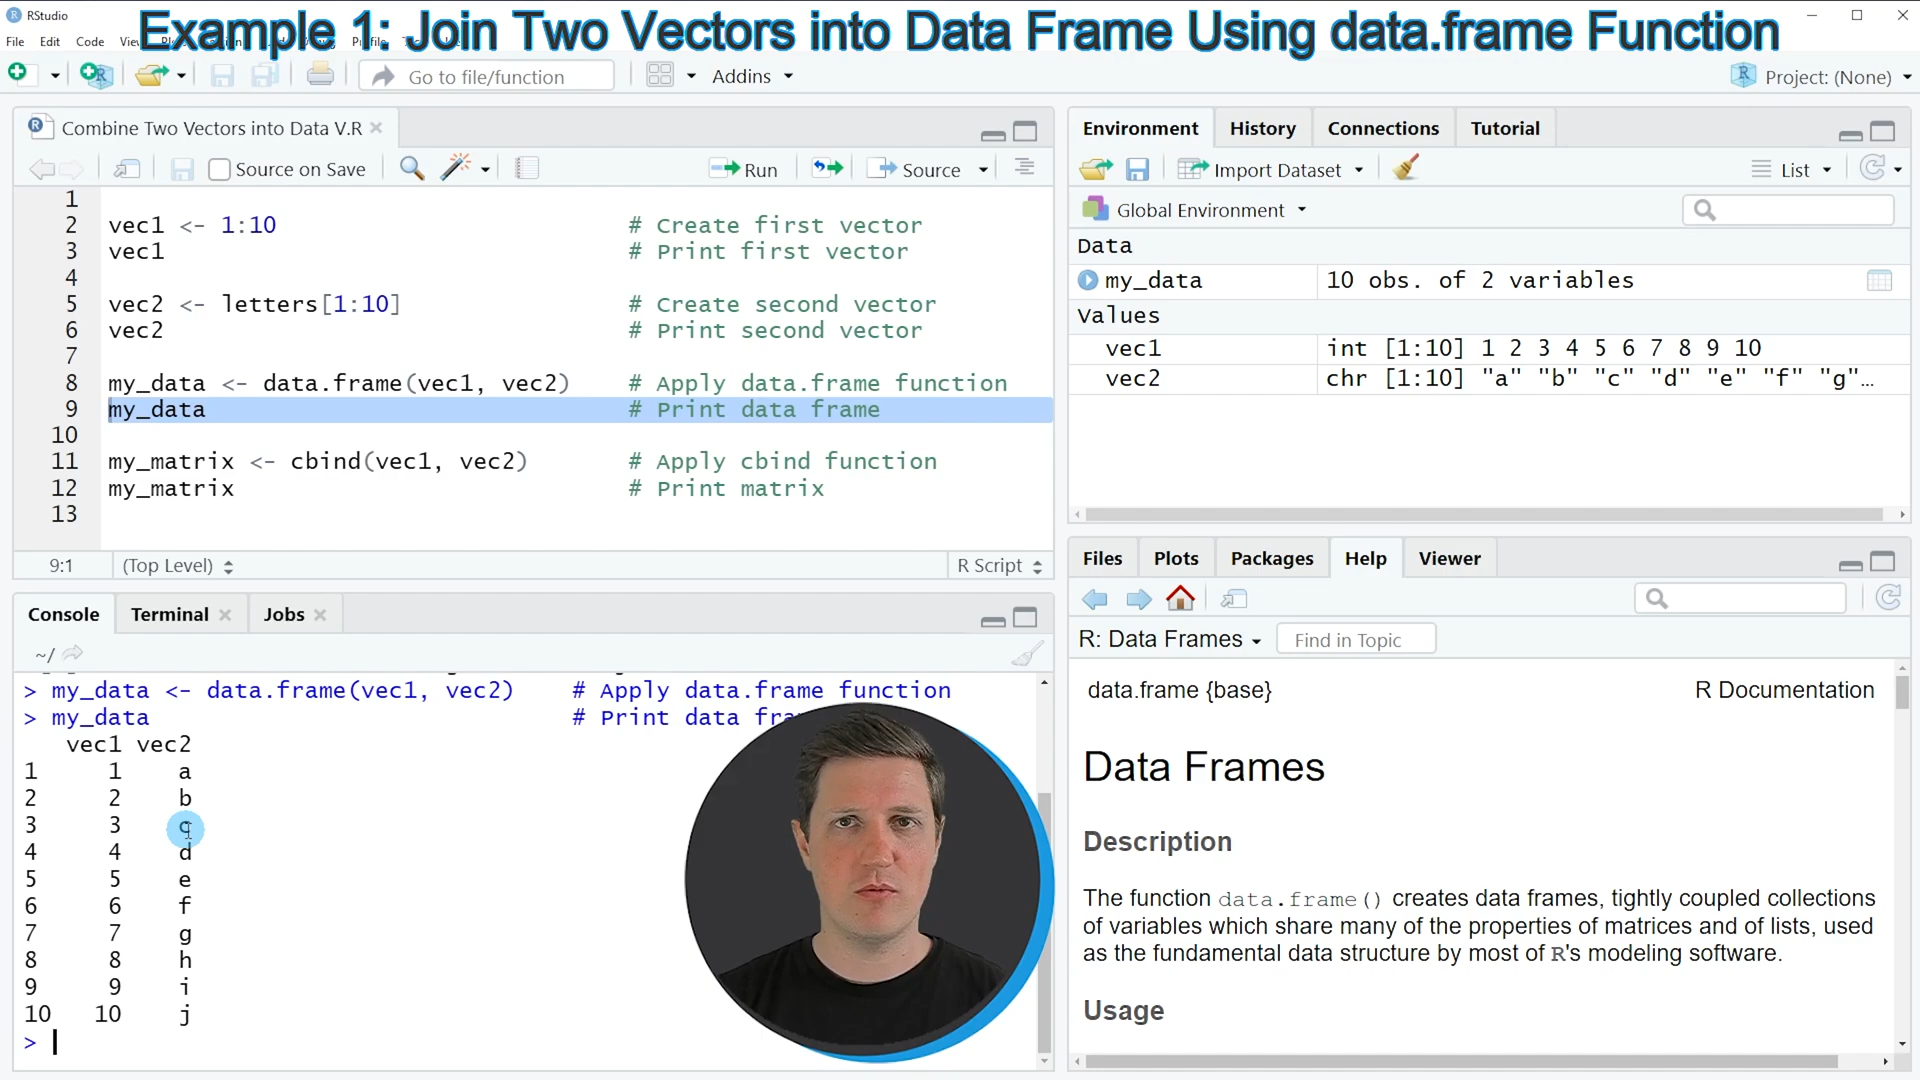 RStudio
Example 1: Join Two Vectors into Data Frame Using data.frame Function
File Edit Code
Go to file/function
Addins
Project: (None)
Combine Two Vectors into Data V.R
Source on Save
Run
Source
1
2 vec1 <- 1:10 # Create first vector
3 vec1 # Print first vector
4
5 vec2 <- letters[1:10] # Create second vector
6 vec2 # Print second vector
7
8 my_data <- data.frame(vec1, vec2) # Apply data.frame function
9 my_data # Print data frame
10
11 my_matrix <- cbind(vec1, vec2) # Apply cbind function
12 my_matrix # Print matrix
13
9:1 (Top Level) R Script
Console Terminal Jobs
~/
> my_data <- data.frame(vec1, vec2) # Apply data.frame function
> my_data # Print data
vec1 vec2
1 1 a
2 2 b
3 3 c
4 4 d
5 5 e
6 6 f
7 7 g
8 8 h
9 9 i
10 10 j
>
Environment History Connections Tutorial
Import Dataset
List
Global Environment
Data
my_data 10 obs. of 2 variables
Values
vec1 int [1:10] 1 2 3 4 5 6 7 8 9 10
vec2 chr [1:10] "a" "b" "c" "d" "e" "f" "g"...
Files Plots Packages Help Viewer
R: Data Frames Find in Topic
data.frame {base} R Documentation
Data Frames
Description
The function data.frame() creates data frames, tightly coupled collections
of variables which share many of the properties of matrices and of lists, used
as the fundamental data structure by most of R's modeling software.
Usage